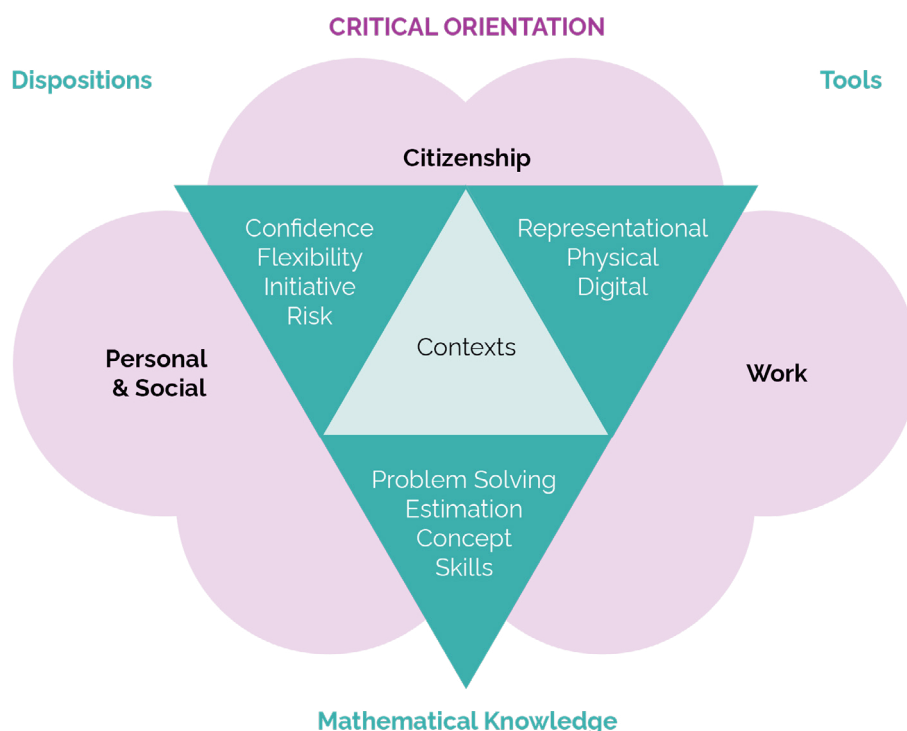 CRITICAL ORIENTATION
Dispositions
Tools
Citizenship
Confidence
Flexibility
Initiative
Risk
Representational
Physical
Digital
Contexts
Personal
& Social
Work
Problem Solving
Estimation
Concept
Skills
Mathematical Knowledge